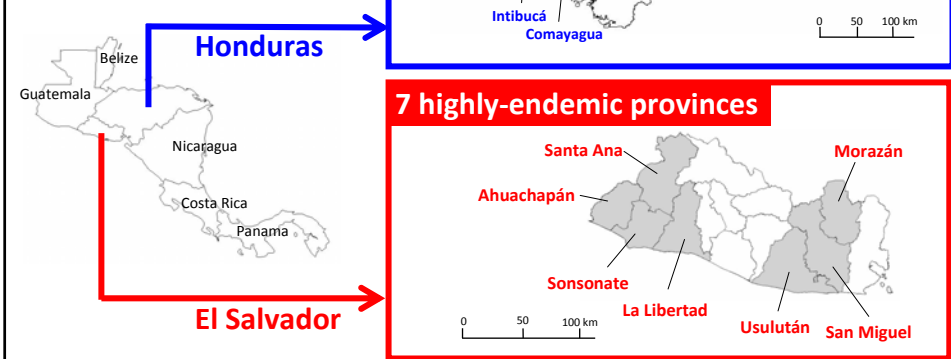 Intibucá
Comayagua
0 50 100 km
Honduras
Belize
Guatemala
Nicaragua
Costa Rica
Panama
El Salvador
7 highly-endemic provinces
Santa Ana
Morazán
Ahuachapán
Sonsonate
La Libertad
Usulután
San Miguel
0 50 100 km